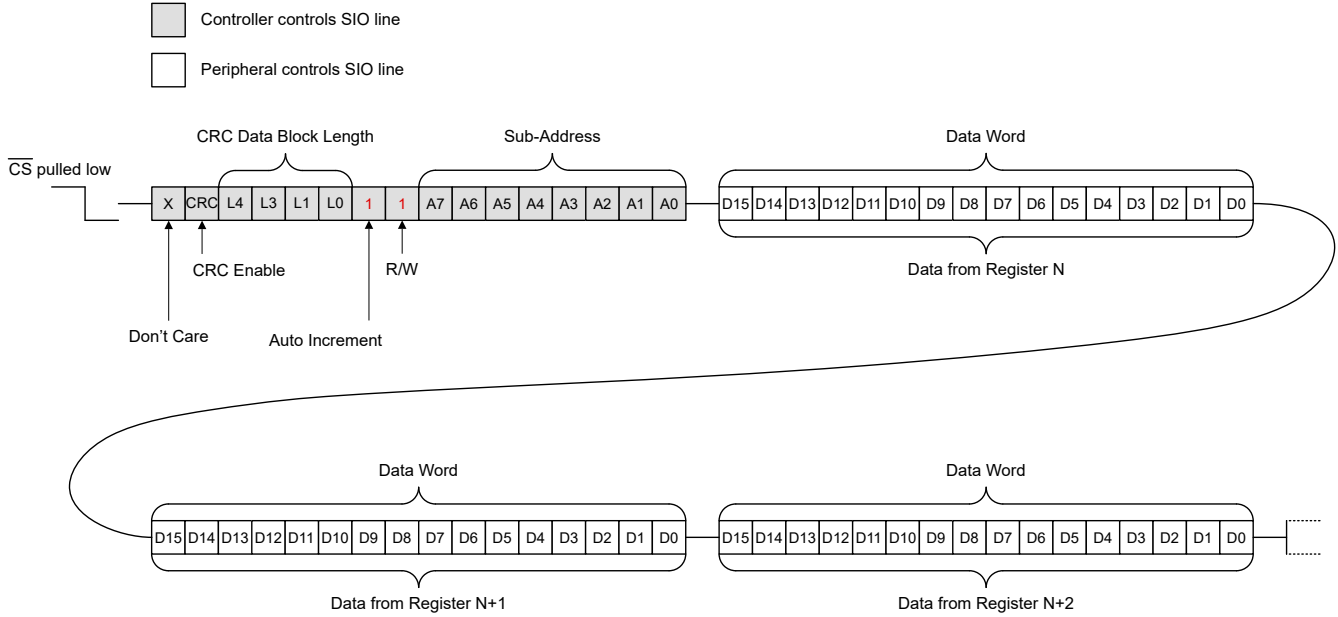 Controller controls SIO line
Peripheral controls SIO line
CRC Data Block Length
Sub-Address
Data Word
CS pulled low
X CRC L4 L3 L1 L0 1 1 A7 A6 A5 A4 A3 A2 A1 A0
D15 D14 D13 D12 D11 D10 D9 D8 D7 D6 D5 D4 D3 D2 D1 D0
CRC Enable
R/W
Data from Register N
Don't Care
Auto Increment
Data Word
Data Word
D15 D14 D13 D12 D11 D10 D9 D8 D7 D6 D5 D4 D3 D2 D1 D0
D15 D14 D13 D12 D11 D10 D9 D8 D7 D6 D5 D4 D3 D2 D1 D0
Data from Register N+1
Data from Register N+2